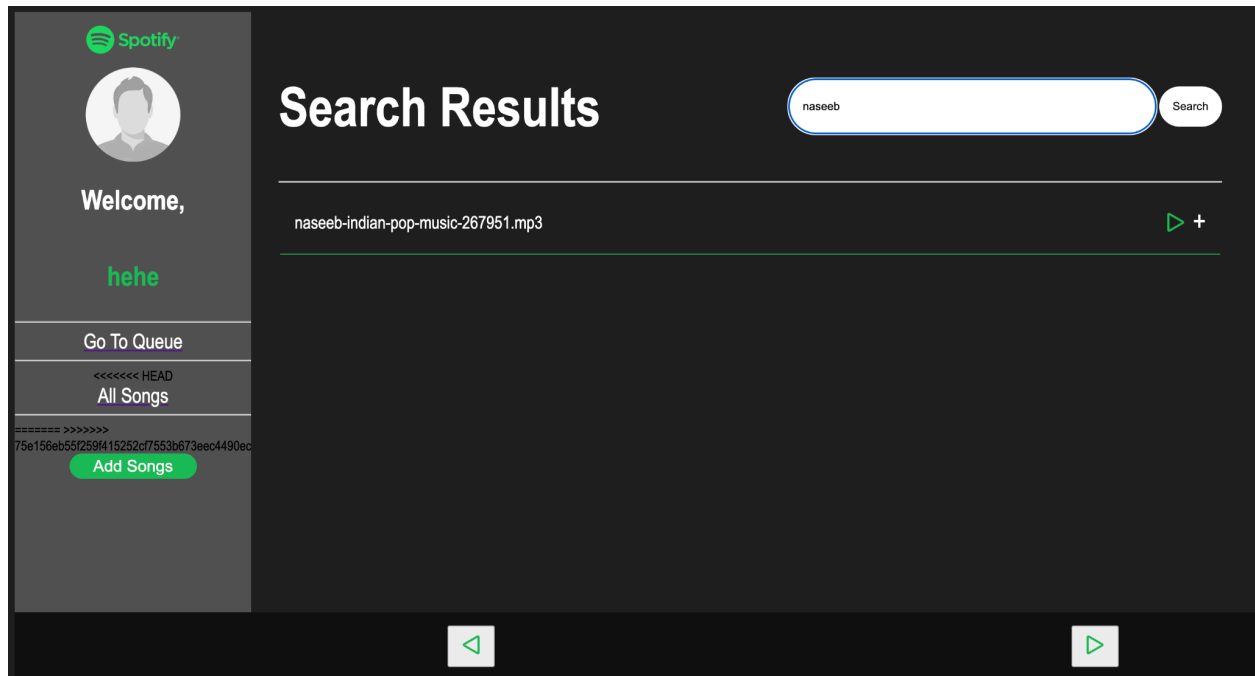 Spotify
Welcome,
hehe
Go To Queue
<<<<<<< HEAD
All Songs
======= >>>>>>>
75e156eb55f259f415252cf7553b673eec4490ec
Add Songs
Search Results
naseeb
Search
naseeb-indian-pop-music-267951.mp3
+